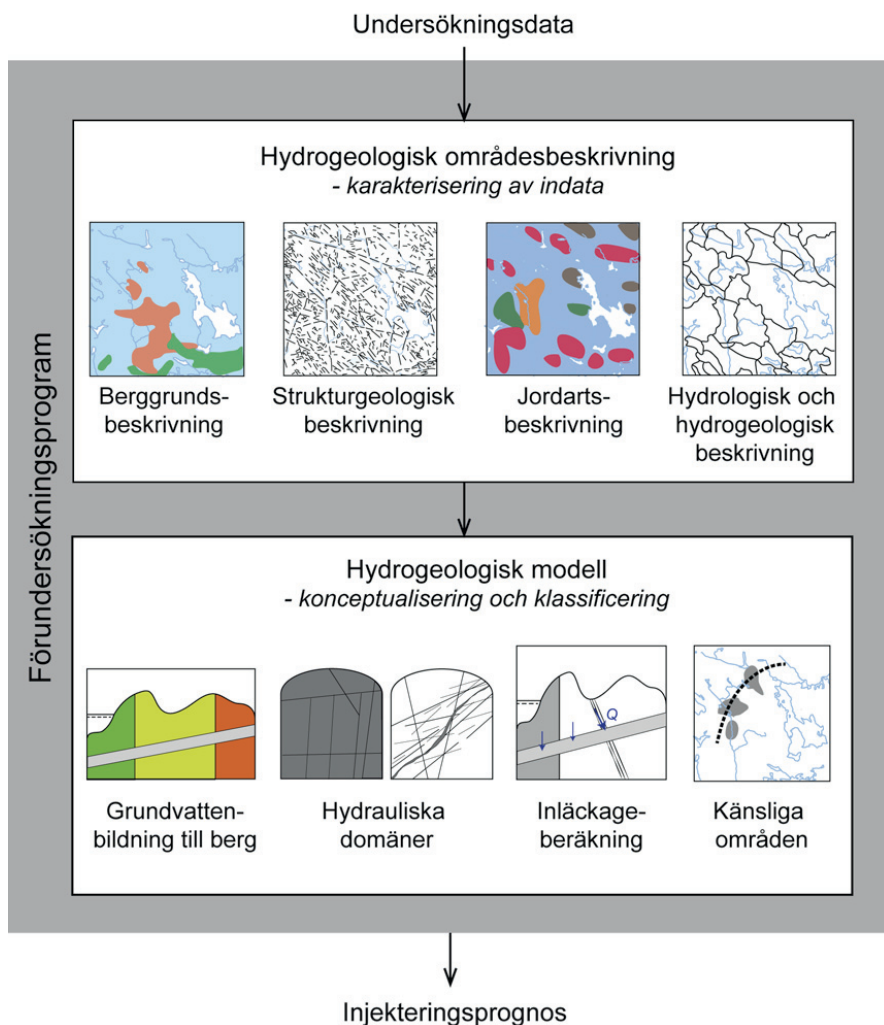 Undersökningsdata
Förundersökningsprogram
Hydrogeologisk områdesbeskrivning
- karakterisering av indata
Berggrunds-
beskrivning
Strukturgeologisk
beskrivning
Jordarts-
beskrivning
Hydrologisk och
hydrogeologisk
beskrivning
Hydrogeologisk modell
- konceptualisering och klassificering
Q
Grundvatten-
bildning till berg
Hydrauliska
domäner
Inläckage-
beräkning
Känsliga
områden
Injekteringsprognos